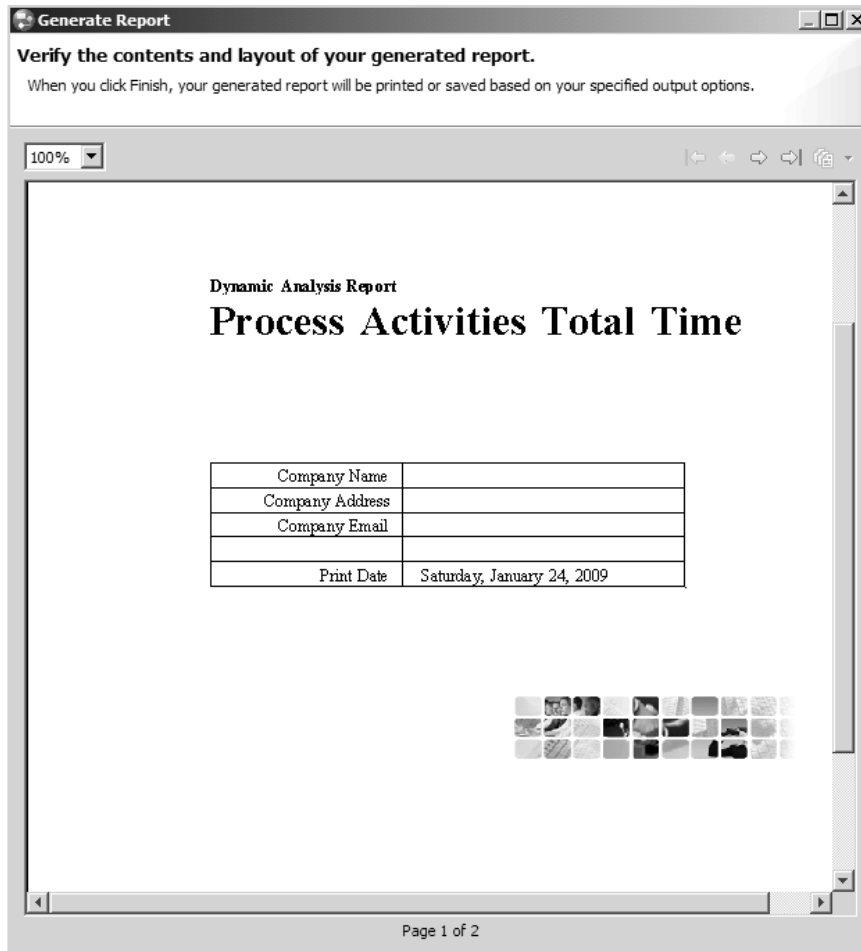 Generate Report
Verify the contents and layout of your generated report.
When you click Finish, your generated report will be printed or saved based on your specified output options.
100%
Dynamic Analysis Report
Process Activities Total Time
Company Name
Company Address
Company Email
Print Date Saturday, January 24, 2009
Page 1 of 2